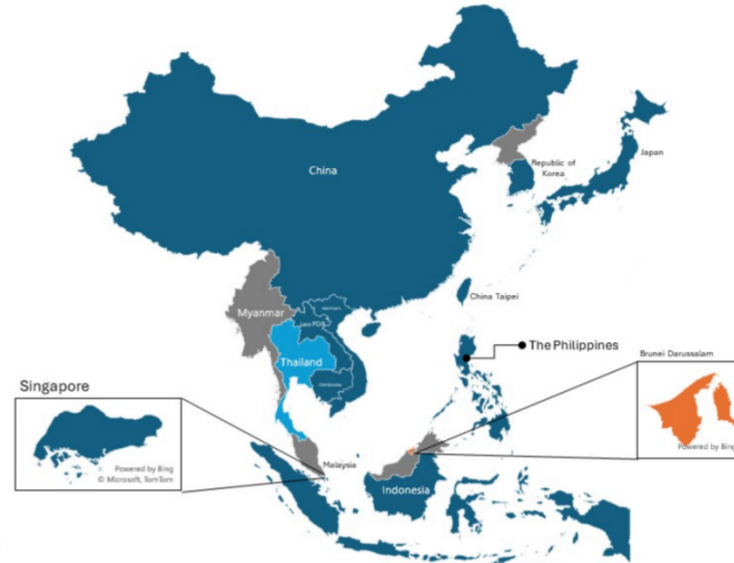 China
Republic of
Korea
Japan
China Taipei
Myanmar
Lao PDR
Thailand
Cambodia
The Philippines
Brunei Darussalam
Powered by Bing
Singapore
Powered by Bing
© Microsoft, TomTom
Malaysia
Indonesia